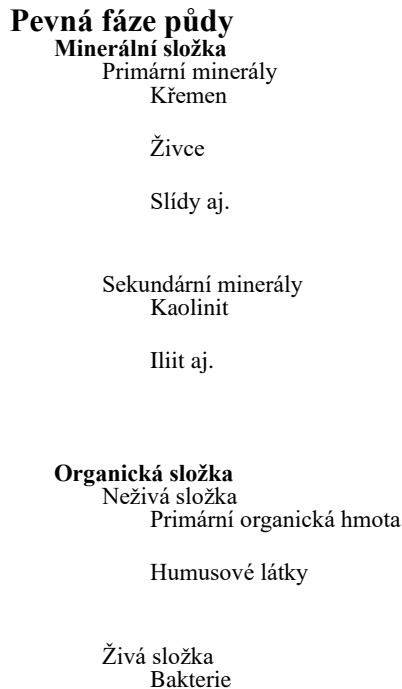 Pevná fáze půdy
Minerální složka
Primární minerály
Křemen
Živce
Slídy aj.
Sekundární minerály
Kaolinit
Iliit aj.
Organická složka
Neživá složka
Primární organická hmota
Humusové látky
Živá složka
Bakterie